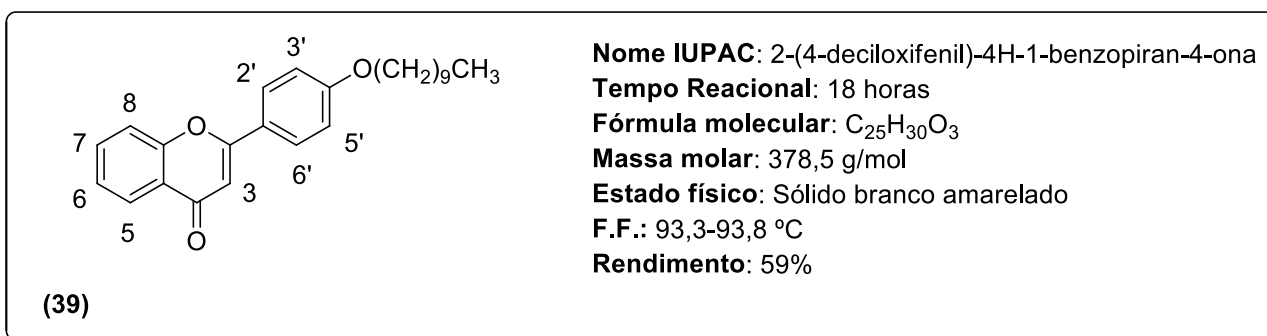 3'
O(CH₂)₉CH₃
2'
8
7
O
5'
6'
6
3
5
O
(39)
Nome IUPAC: 2-(4-deciloxifenil)-4H-1-benzopiran-4-ona
Tempo Reacional: 18 horas
Fórmula molecular: C₂₅H₃₀O₃
Massa molar: 378,5 g/mol
Estado físico: Sólido branco amarelado
F.F.: 93,3-93,8 ºC
Rendimento: 59%